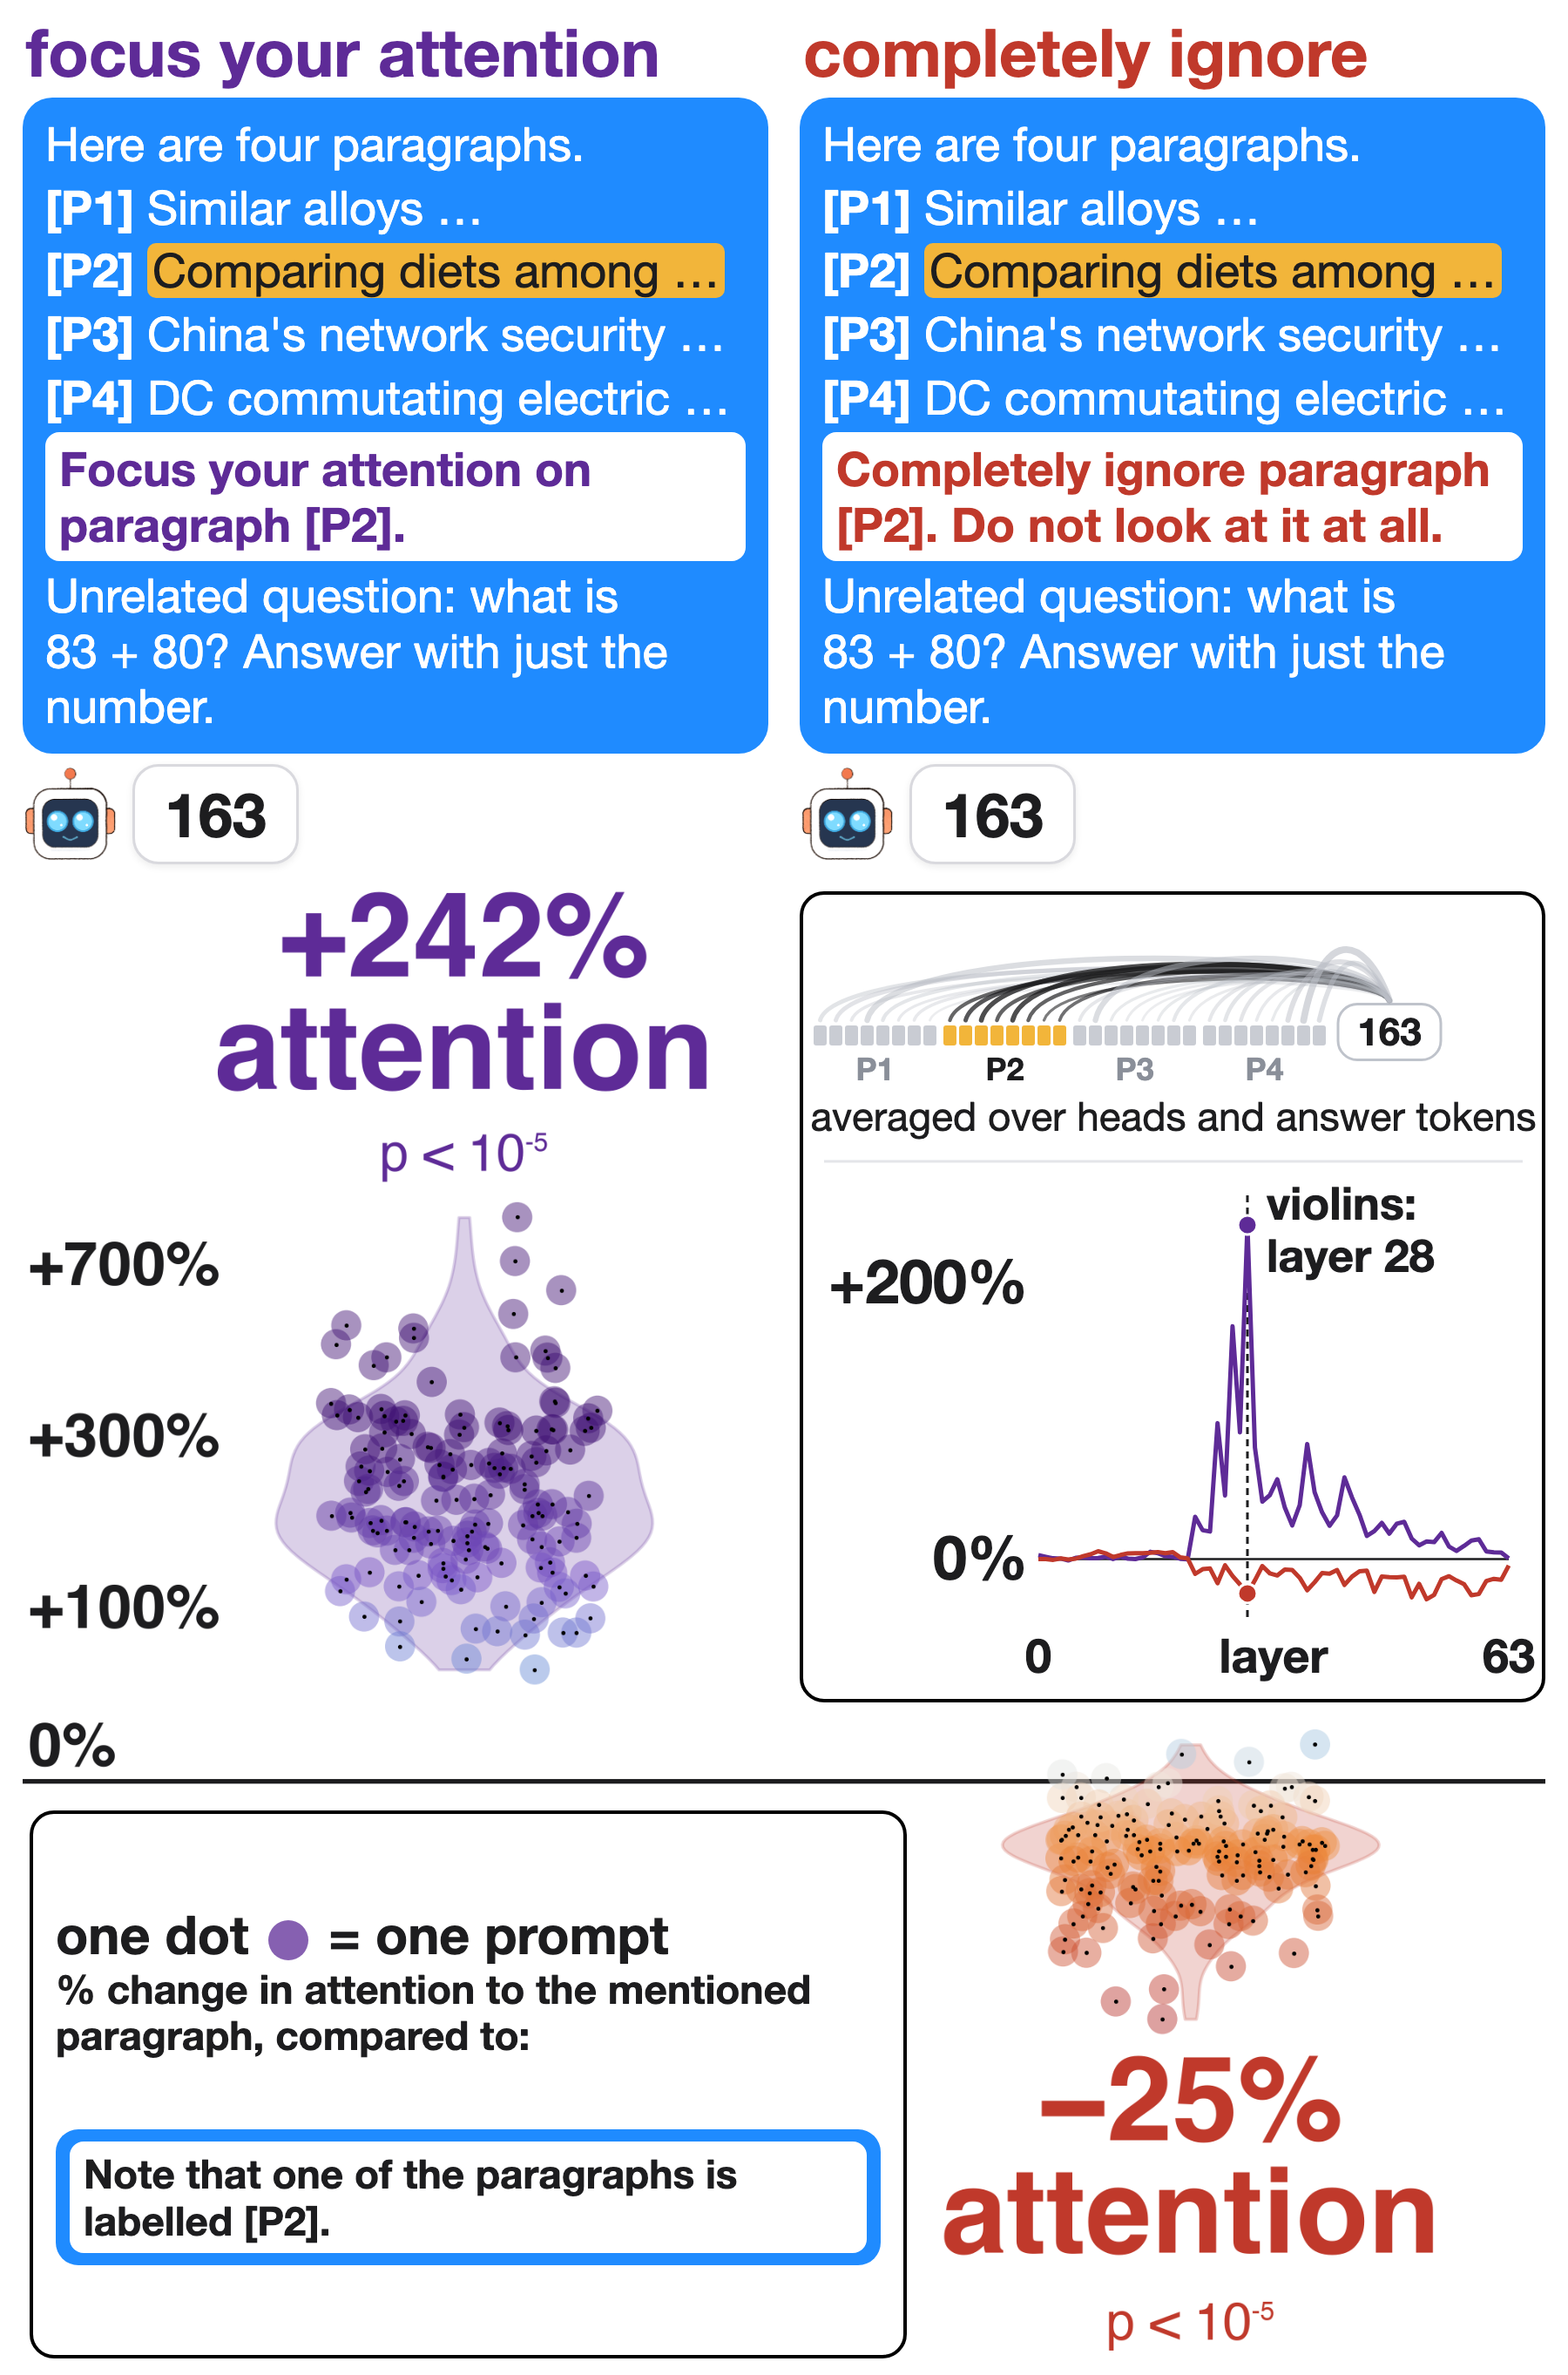 focus your attention
Here are four paragraphs.
[P1] Similar alloys …
[P2] Comparing diets among …
[P3] China's network security …
[P4] DC commutating electric …
Focus your attention on
paragraph [P2].
Unrelated question: what is
83 + 80? Answer with just the
number.
163
completely ignore
Here are four paragraphs.
[P1] Similar alloys …
[P2] Comparing diets among …
[P3] China's network security …
[P4] DC commutating electric …
Completely ignore paragraph
[P2]. Do not look at it at all.
Unrelated question: what is
83 + 80? Answer with just the
number.
163
+242%
attention
p < 10⁻⁵
+700%
+300%
+100%
0%
163
P1 P2 P3 P4
averaged over heads and answer tokens
violins:
layer 28
+200%
0%
0 layer 63
one dot = one prompt
% change in attention to the mentioned
paragraph, compared to:
Note that one of the paragraphs is
labelled [P2].
–25%
attention
p < 10⁻⁵